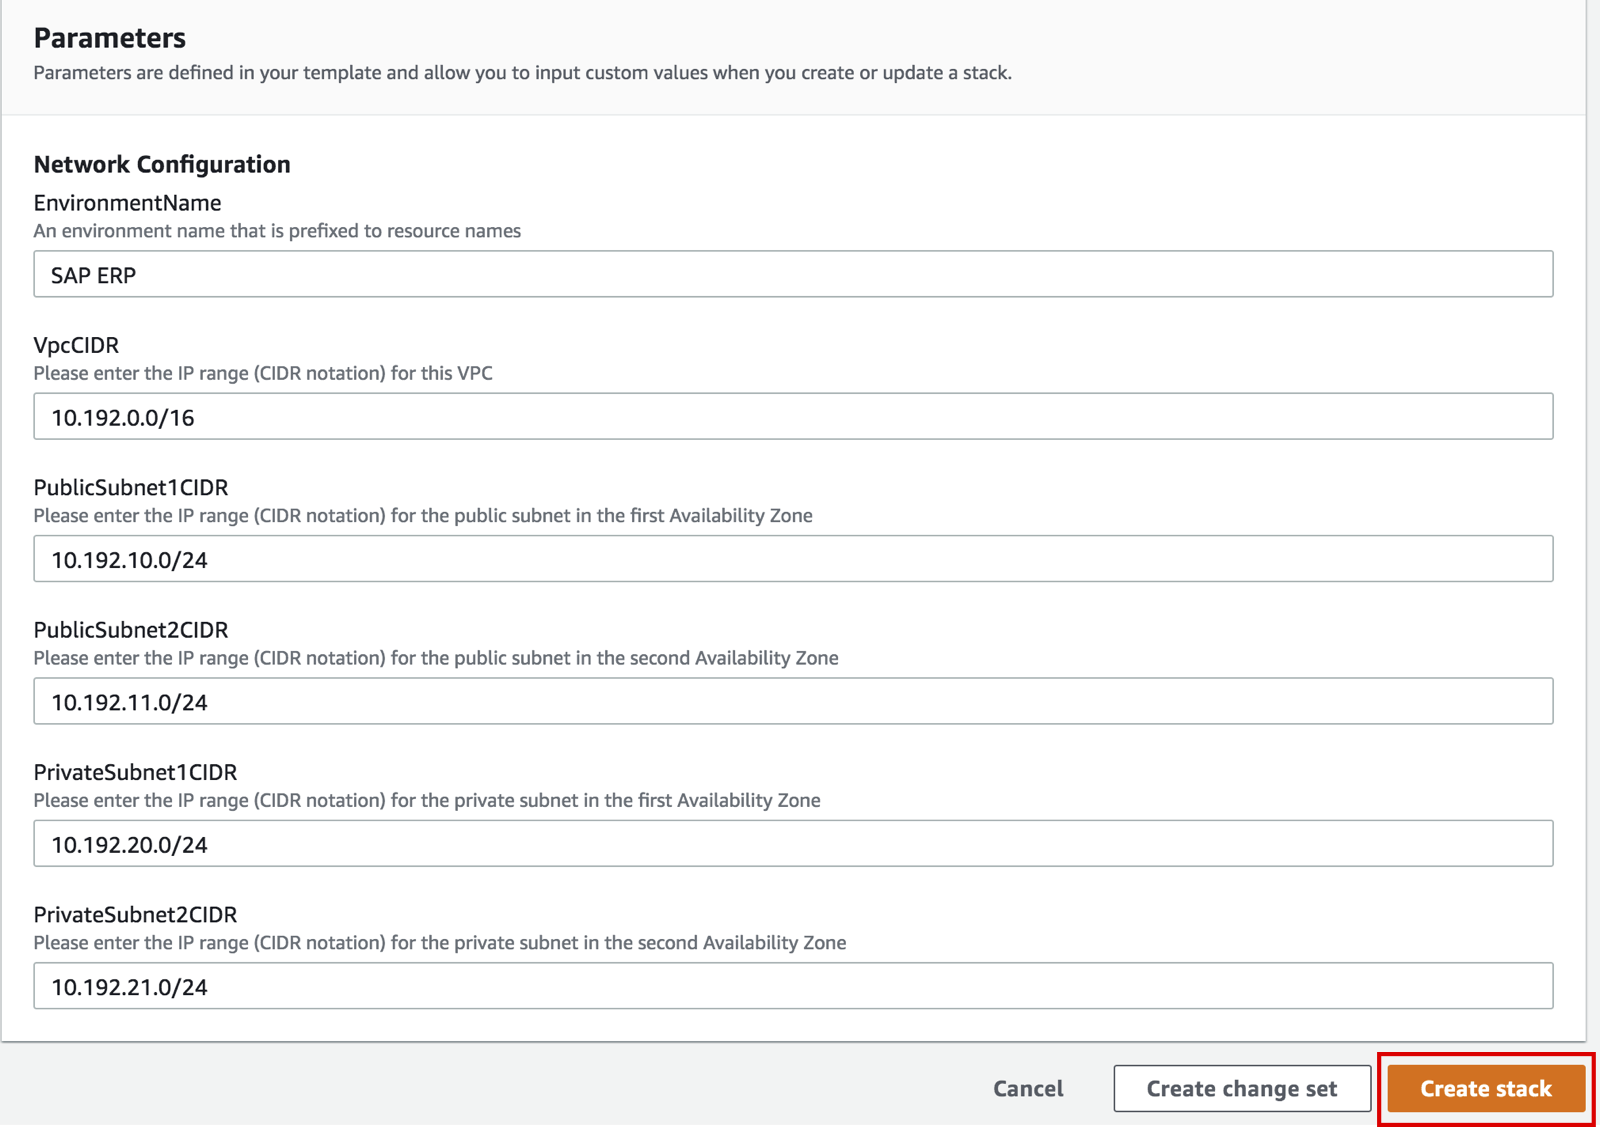 Parameters
Parameters are defined in your template and allow you to input custom values when you create or update a stack.
Network Configuration
EnvironmentName
An environment name that is prefixed to resource names
SAP ERP
VpcCIDR
Please enter the IP range (CIDR notation) for this VPC
10.192.0.0/16
PublicSubnet1CIDR
Please enter the IP range (CIDR notation) for the public subnet in the first Availability Zone
10.192.10.0/24
PublicSubnet2CIDR
Please enter the IP range (CIDR notation) for the public subnet in the second Availability Zone
10.192.11.0/24
PrivateSubnet1CIDR
Please enter the IP range (CIDR notation) for the private subnet in the first Availability Zone
10.192.20.0/24
PrivateSubnet2CIDR
Please enter the IP range (CIDR notation) for the private subnet in the second Availability Zone
10.192.21.0/24
Cancel Create change set Create stack